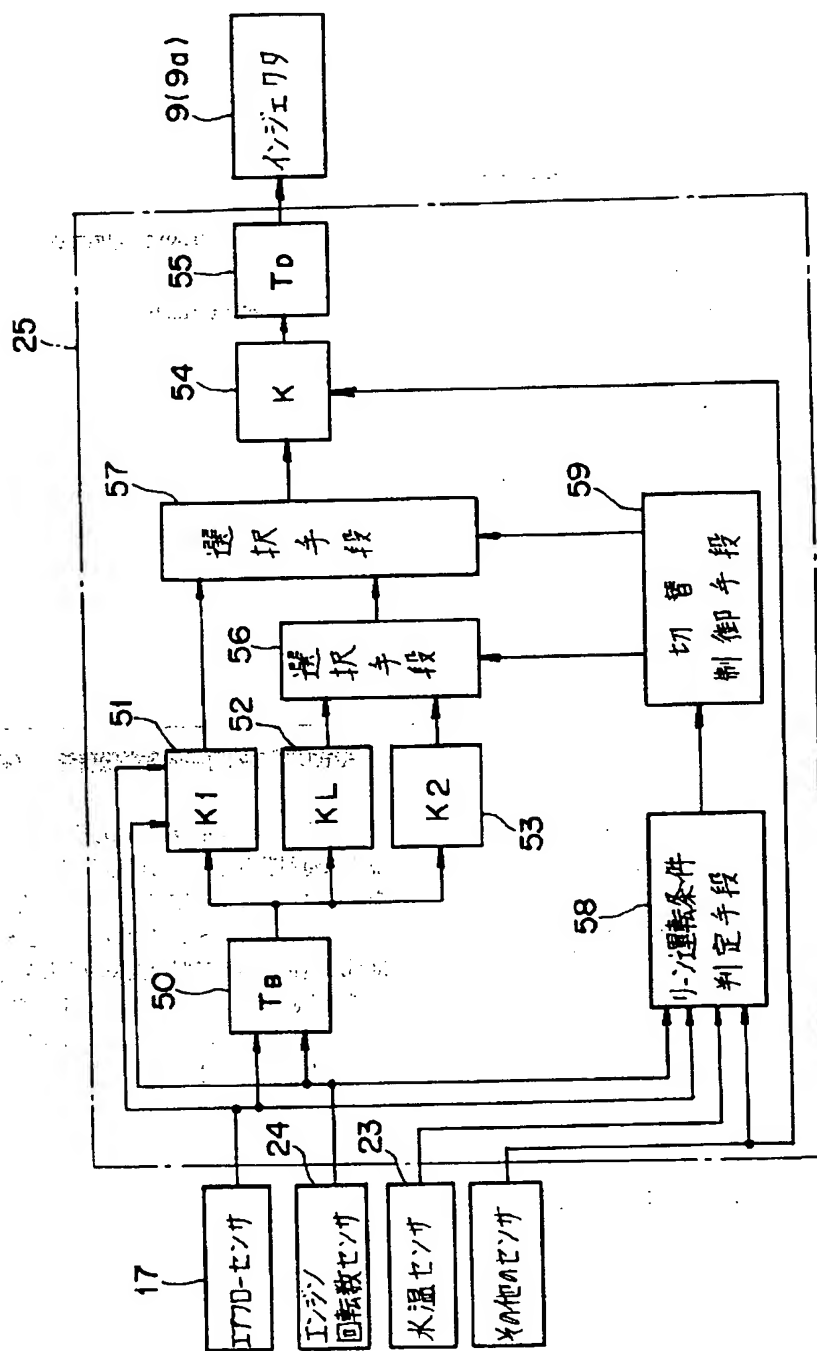 25
17
エアフローセンサ
24
エンジン
回転数センサ
23
水温センサ
その他のセンサ
50
TB
51
K1
52
KL
K2
53
56
選択手段
57
選択手段
54
K
55
TD
9(9a)
インジェクタ
58
リーン運転条件
判定手段
59
切替
制御手段